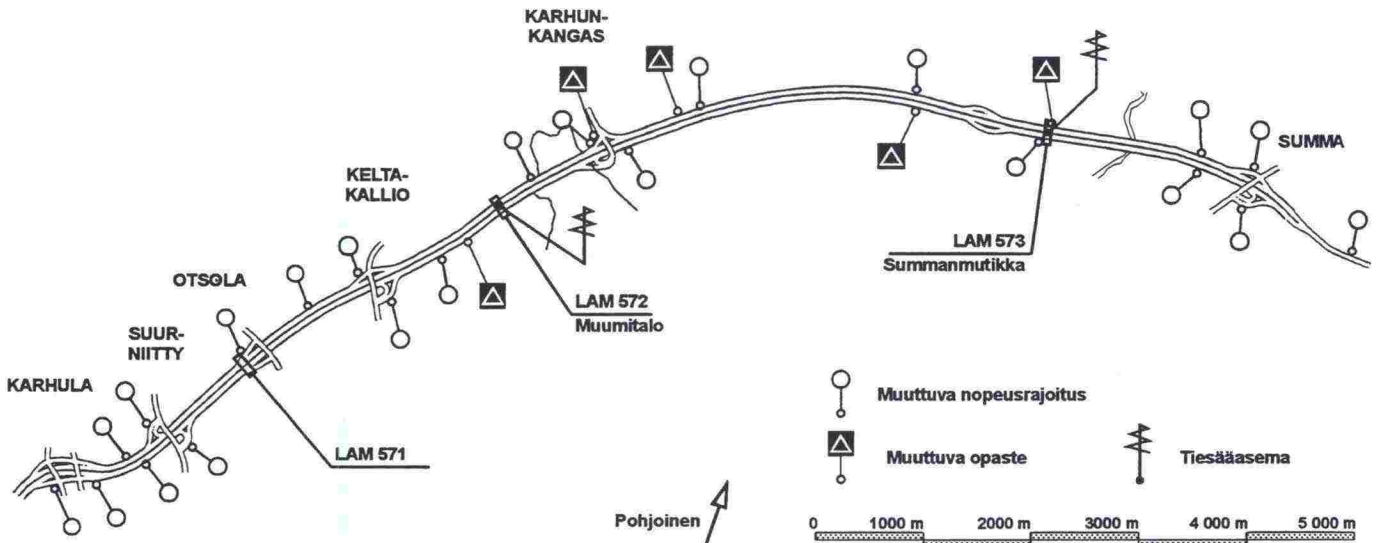 KARHUN-
KANGAS
SUMMA
KELTA-
KALLIO
LAM 573
Summanmutikka
OTSOLA
LAM 572
Muumitalo
SUUR-
NIITTY
KARHULA
Muuttuva nopeusrajoitus
LAM 571
Muuttuva opaste
Tiesääasema
Pohjoinen
0 1000 m 2000 m 3000 m 4 000 m 5 000 m